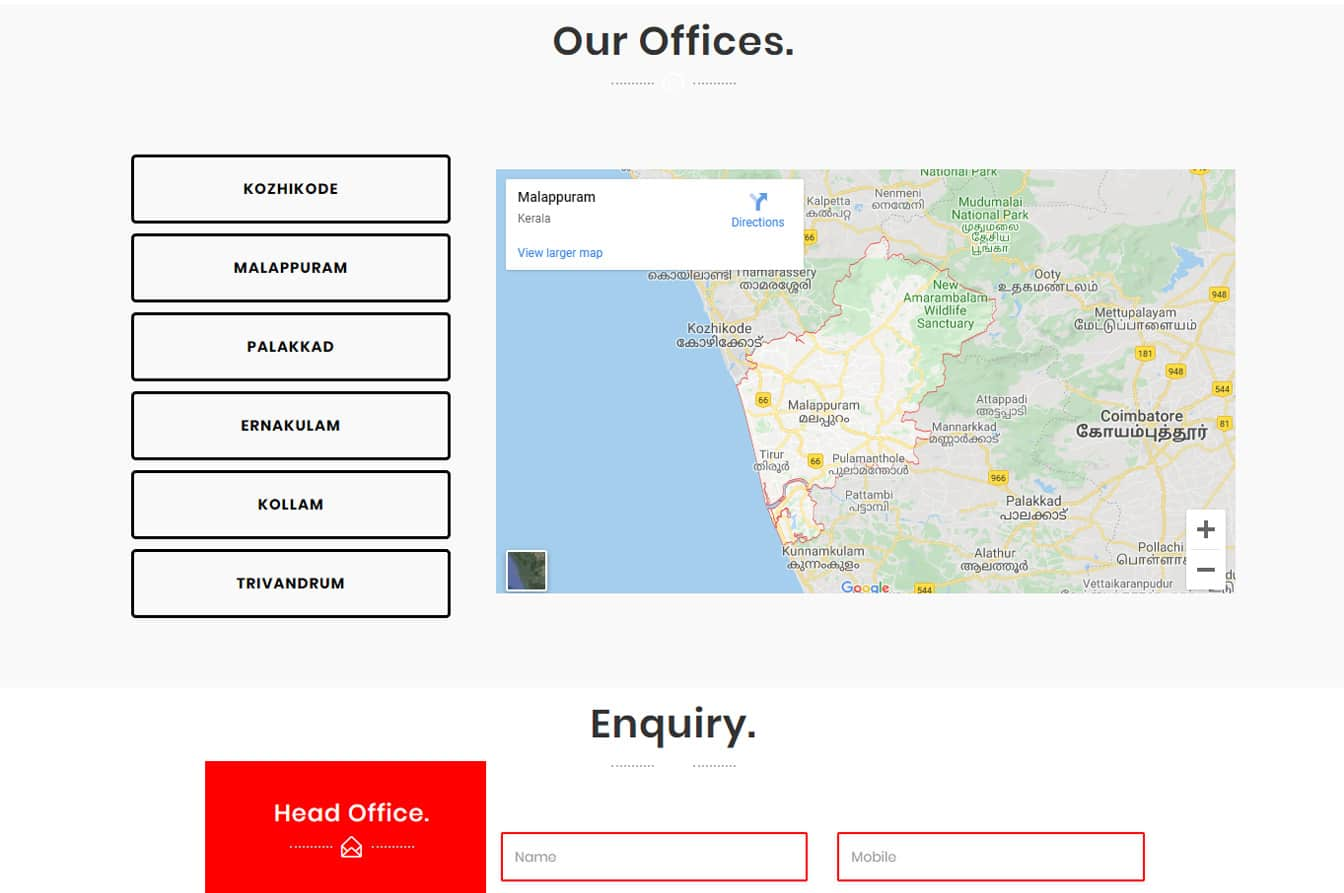 Our Offices.
KOZHIKODE
MALAPPURAM
PALAKKAD
ERNAKULAM
KOLLAM
TRIVANDRUM
Malappuram
Kerala
Directions
View larger map
National Park
Kalpetta
കൽപറ്റ
Nenmeni
നെന്മേനി
Mudumalai
National Park
முதுமலை
தேசிய
பூங்கா
66
கொயிலாண்டி
Thamarassery
താമരശ്ശേരി
New
Amarambalam
Wildlife
Sanctuary
Ooty
உதகமண்டலம்
948
Mettupalayam
மேட்டுப்பாளையம்
Kozhikode
കോഴിക്കോട്
181
948
544
66
Malappuram
മലപ്പുറം
Attappadi
അട്ടപ്പാടി
Coimbatore
கோயம்புத்தூர்
81
Mannarkkad
മണ്ണാർക്കാട്
Tirur
തിരൂർ
66
Pulamanthole
പുലാമന്തോൾ
966
Pattambi
പട്ടാമ്പി
Palakkad
പാലക്കാട്
Kunnamkulam
കുന്നംകുളം
Alathur
ആലത്തൂർ
Pollachi
பொள்ளாச்
Google
544
Vettaikaranpudur
Enquiry.
Head Office.
Name
Mobile